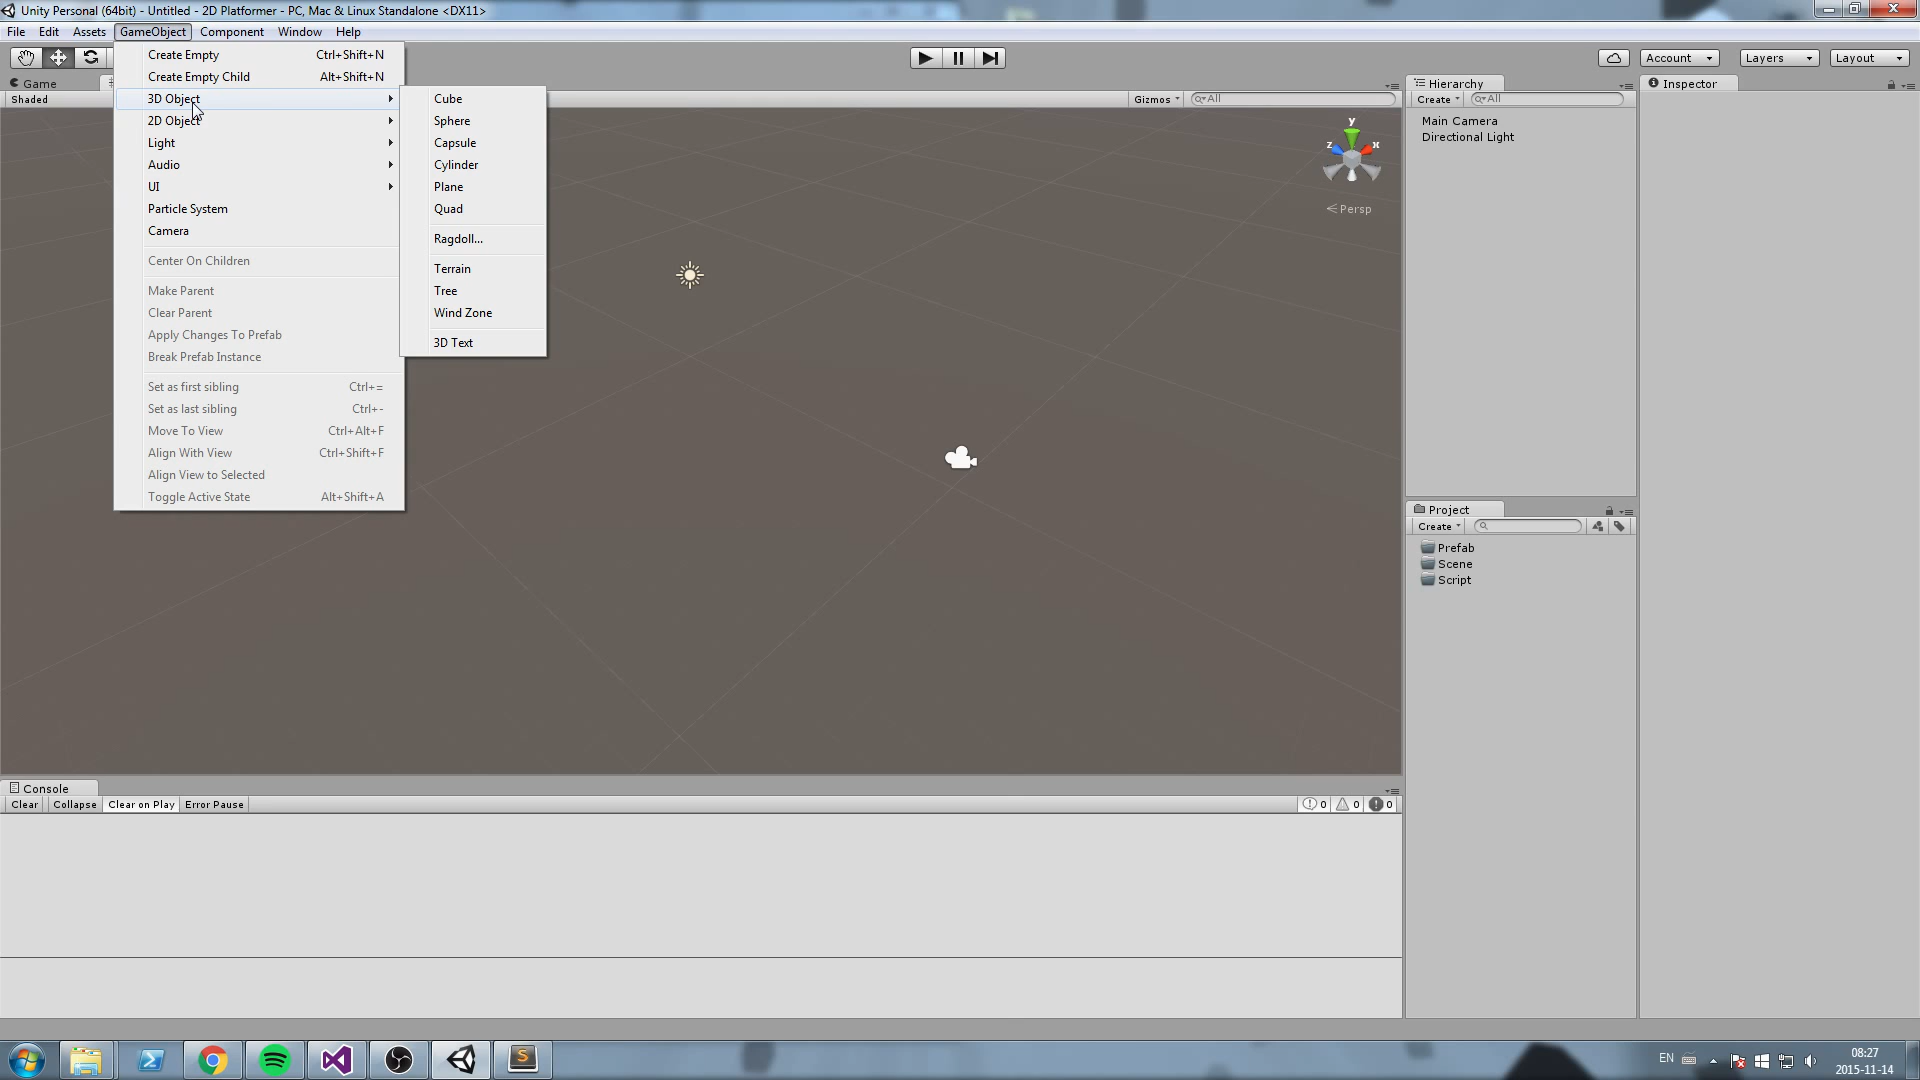 Unity Personal (64bit) - Untitled - 2D Platformer - PC, Mac & Linux Standalone <DX11>
File Edit Assets GameObject Component Window Help
Account Layers Layout
Game
Shaded
Gizmos All
Create Empty Ctrl+Shift+N
Create Empty Child Alt+Shift+N
3D Object
2D Object
Light
Audio
UI
Particle System
Camera
Center On Children
Make Parent
Clear Parent
Apply Changes To Prefab
Break Prefab Instance
Set as first sibling Ctrl+=
Set as last sibling Ctrl+-
Move To View Ctrl+Alt+F
Align With View Ctrl+Shift+F
Align View to Selected
Toggle Active State Alt+Shift+A
Cube
Sphere
Capsule
Cylinder
Plane
Quad
Ragdoll...
Terrain
Tree
Wind Zone
3D Text
y
z x
Persp
Hierarchy
Create All
Main Camera
Directional Light
Inspector
Project
Create
Prefab
Scene
Script
Console
Clear Collapse Clear on Play Error Pause 0 0 0
S
EN 08:27
2015-11-14